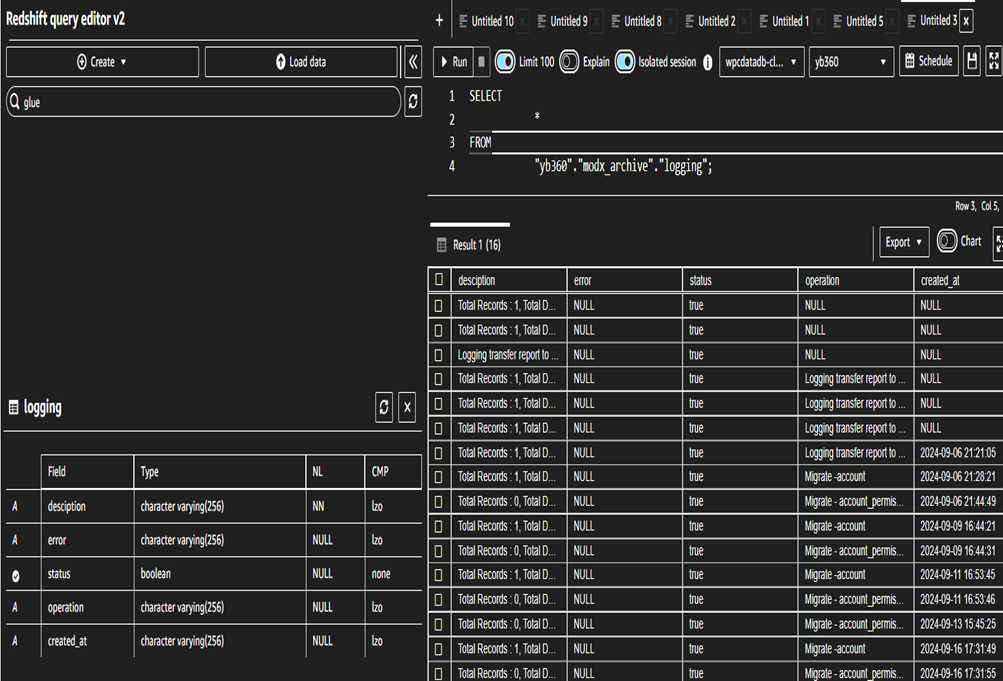 Redshift query editor v2
Create
Load data
glue
logging
Field Type NL CMP
A desciption character varying(256) NN lzo
A error character varying(256) NULL lzo
status boolean NULL none
A operation character varying(256) NULL lzo
A created_at character varying(256) NULL lzo
+ Untitled 10 x Untitled 9 x Untitled 8 x Untitled 2 x Untitled 1 x Untitled 5 x Untitled 3 x
Run Limit 100 Explain Isolated session i wpcdatadb-cl... yb360 Schedule
1 SELECT
2 *
3 FROM
4 "yb360"."modx_archive"."logging";
Row 3, Col 5,
Result 1 (16) Export Chart
desciption error status operation created_at
Total Records : 1, Total D... NULL true NULL NULL
Total Records : 1, Total D... NULL true NULL NULL
Logging transfer report to ... NULL true NULL NULL
Total Records : 1, Total D... NULL true Logging transfer report to ... NULL
Total Records : 1, Total D... NULL true Logging transfer report to ... NULL
Total Records : 1, Total D... NULL true Logging transfer report to ... NULL
Total Records : 1, Total D... NULL true Logging transfer report to ... 2024-09-06 21:21:05
Total Records : 1, Total D... NULL true Migrate -account 2024-09-06 21:28:21
Total Records : 0, Total D... NULL true Migrate - account_permis... 2024-09-06 21:44:49
Total Records : 1, Total D... NULL true Migrate -account 2024-09-09 16:44:21
Total Records : 0, Total D... NULL true Migrate - account_permis... 2024-09-09 16:44:31
Total Records : 1, Total D... NULL true Migrate -account 2024-09-11 16:53:45
Total Records : 0, Total D... NULL true Migrate - account_permis... 2024-09-11 16:53:46
Total Records : 0, Total D... NULL true Migrate - account_permis... 2024-09-13 15:45:25
Total Records : 1, Total D... NULL true Migrate -account 2024-09-16 17:31:49
Total Records : 0, Total D... NULL true Migrate - account_permis... 2024-09-16 17:31:55